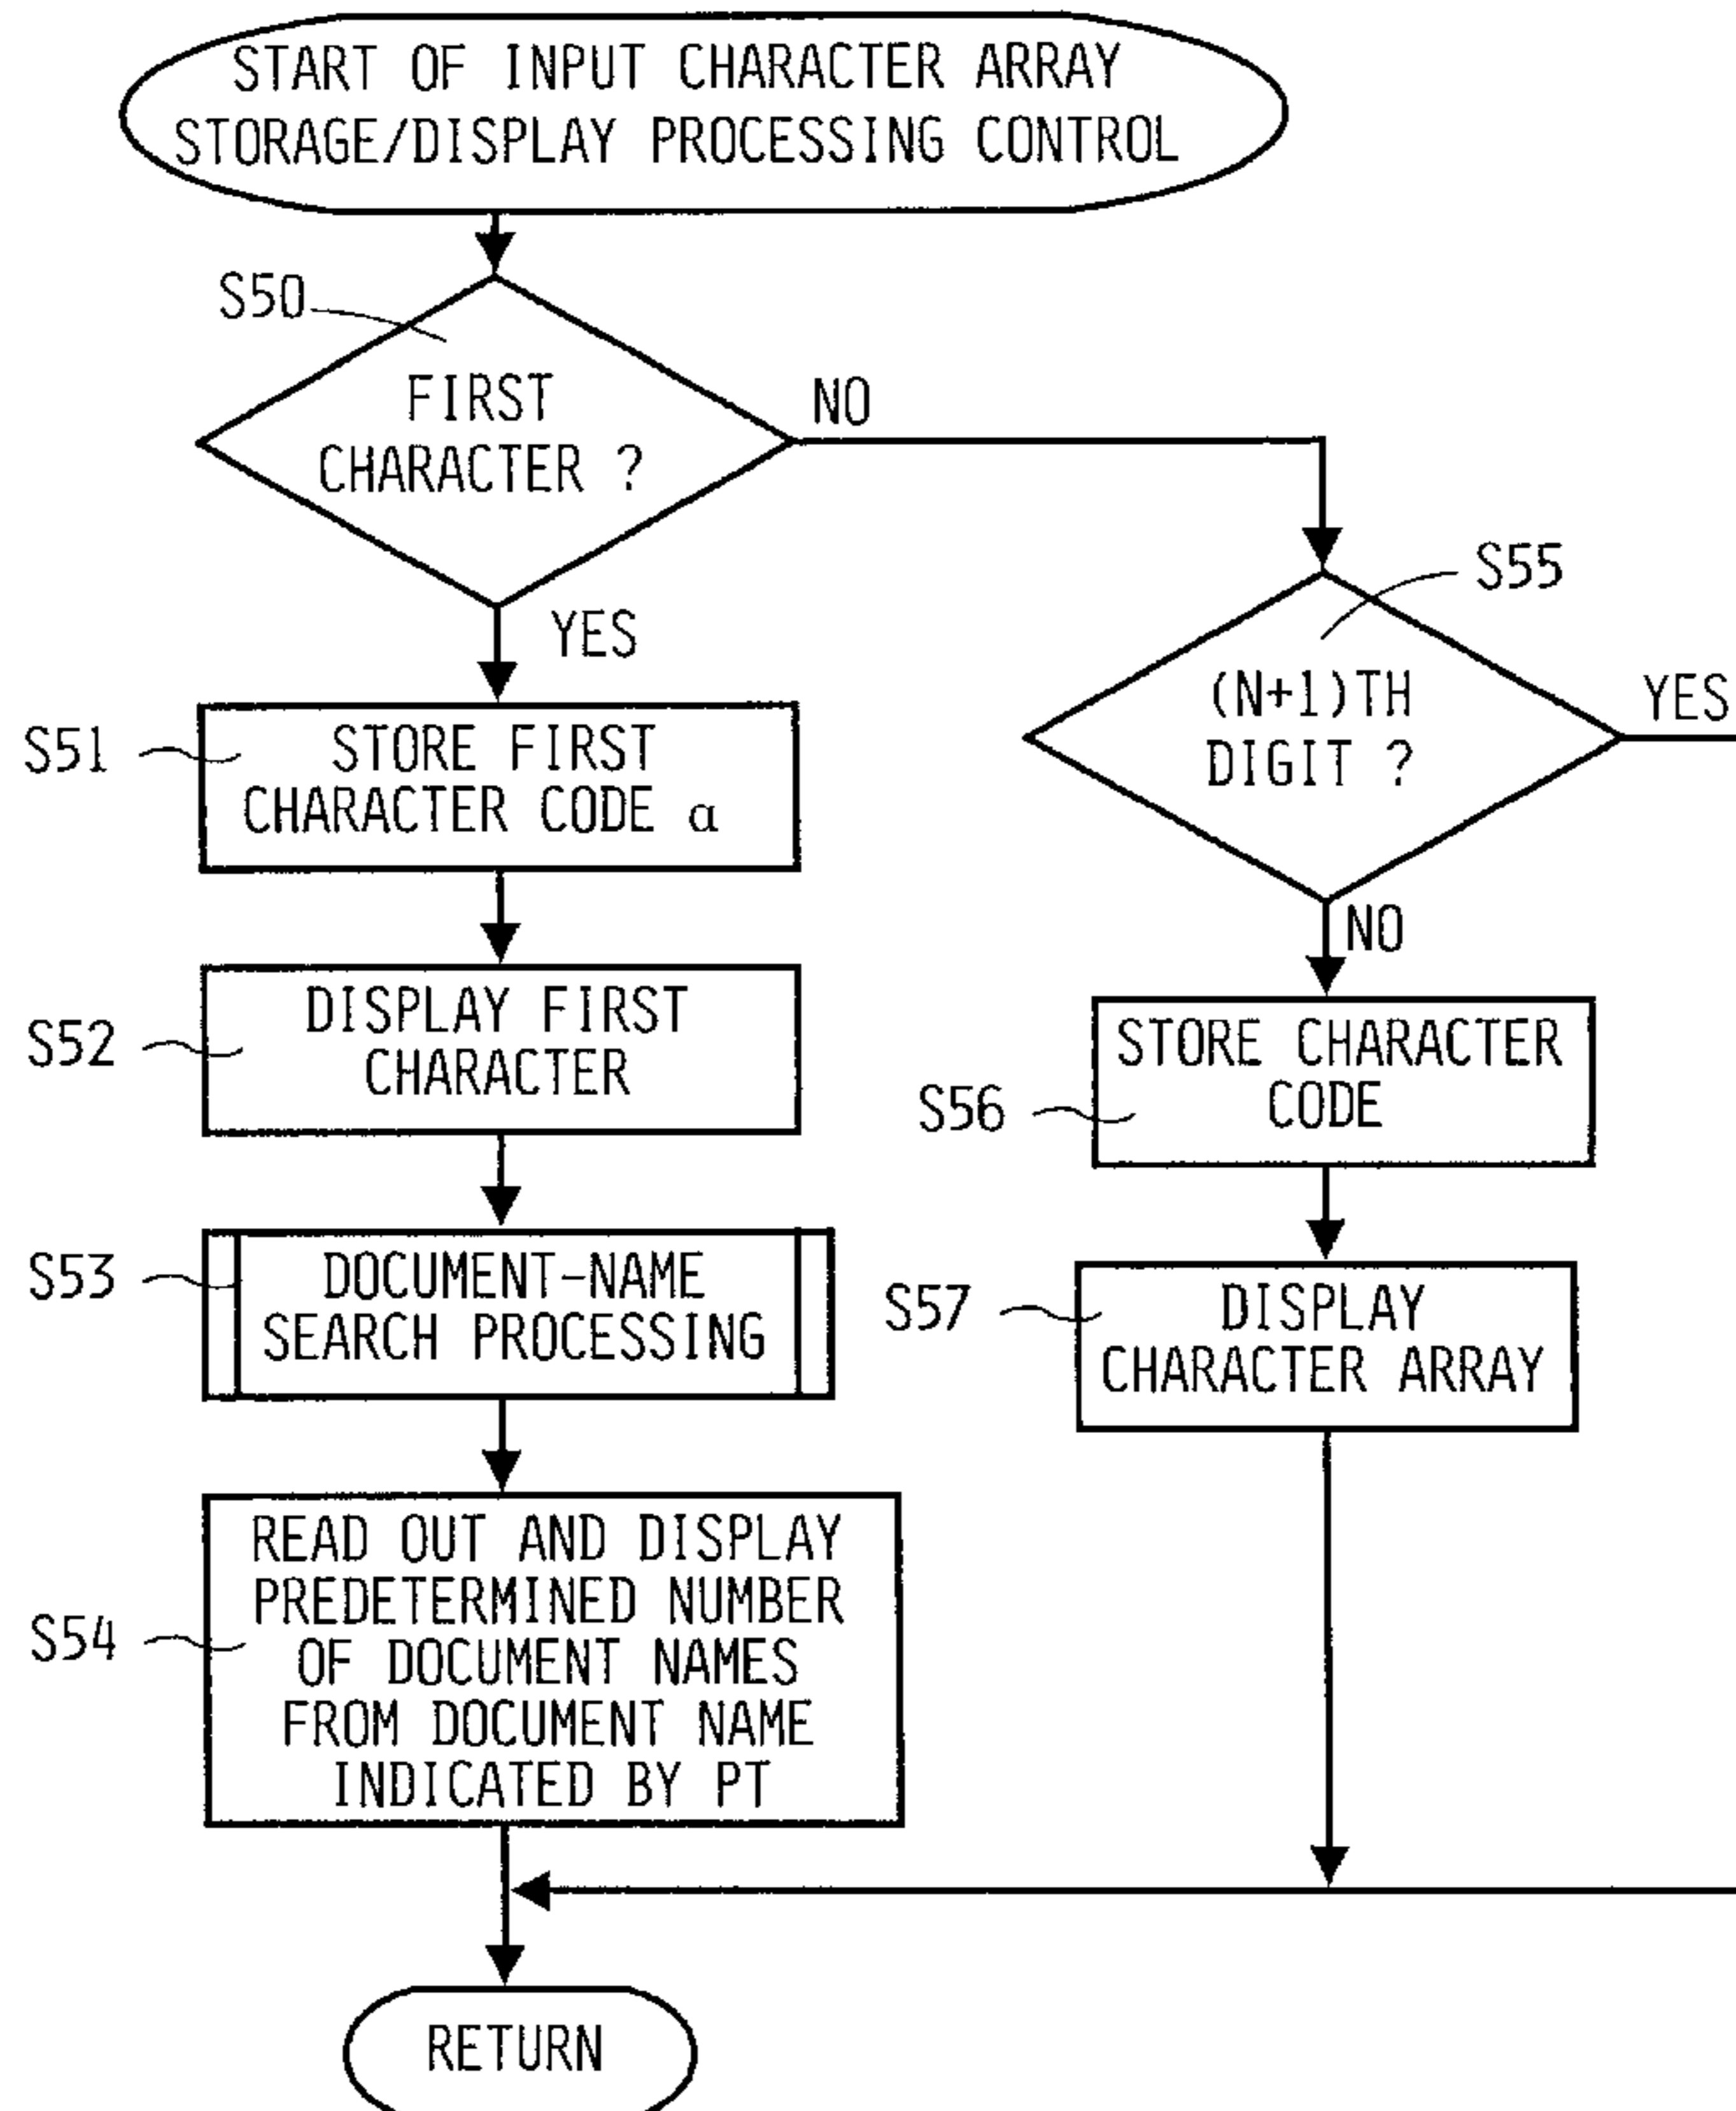 START OF INPUT CHARACTER ARRAY
STORAGE/DISPLAY PROCESSING CONTROL
S50
FIRST
CHARACTER ?
NO
YES
S51
STORE FIRST
CHARACTER CODE α
S52
DISPLAY FIRST
CHARACTER
S53
DOCUMENT-NAME
SEARCH PROCESSING
S54
READ OUT AND DISPLAY
PREDETERMINED NUMBER
OF DOCUMENT NAMES
FROM DOCUMENT NAME
INDICATED BY PT
S55
(N+1)TH
DIGIT ?
YES
NO
S56
STORE CHARACTER
CODE
S57
DISPLAY
CHARACTER ARRAY
RETURN